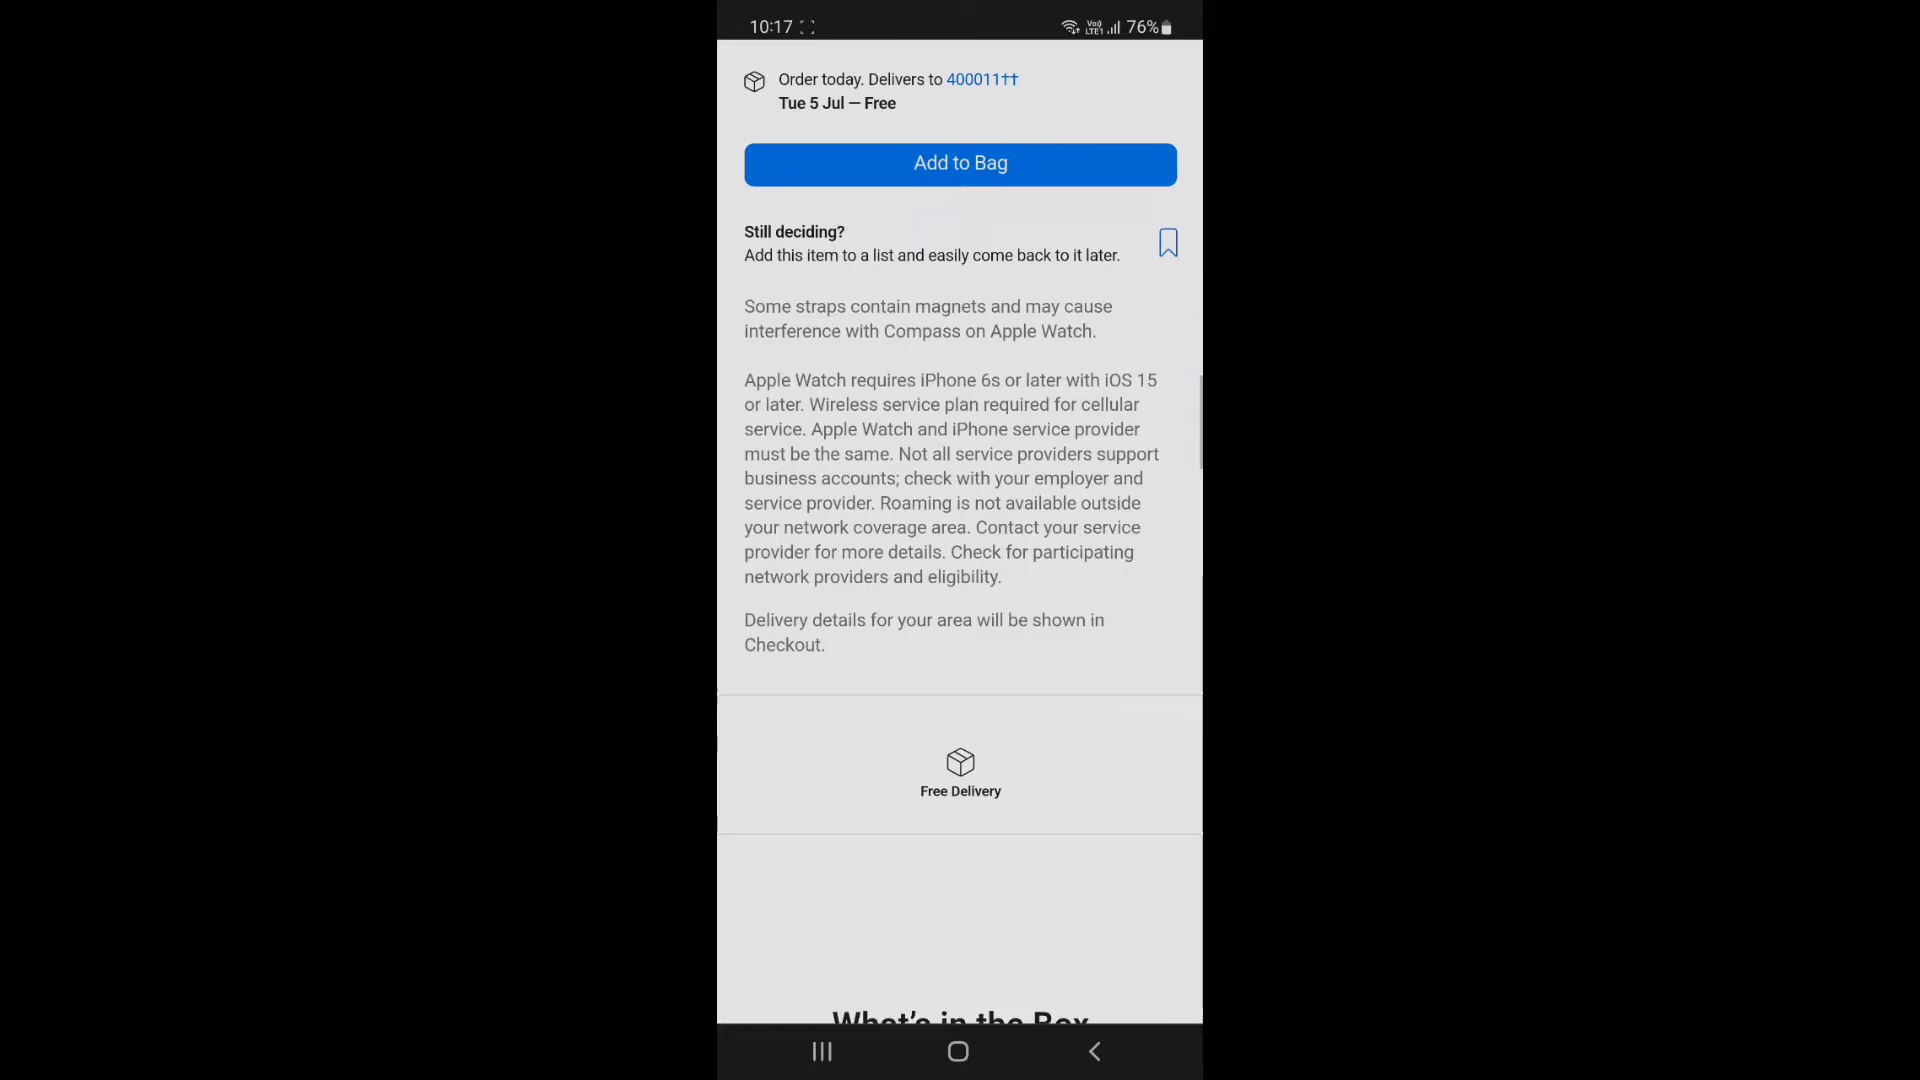 10:17
Vo) LTE1 76%
Order today. Delivers to 400011††
Tue 5 Jul — Free
Add to Bag
Still deciding?
Add this item to a list and easily come back to it later.
Some straps contain magnets and may cause
interference with Compass on Apple Watch.
Apple Watch requires iPhone 6s or later with iOS 15
or later. Wireless service plan required for cellular
service. Apple Watch and iPhone service provider
must be the same. Not all service providers support
business accounts; check with your employer and
service provider. Roaming is not available outside
your network coverage area. Contact your service
provider for more details. Check for participating
network providers and eligibility.
Delivery details for your area will be shown in
Checkout.
Free Delivery
What's in the Box